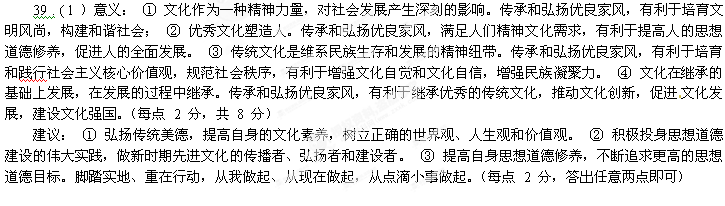 39.(1)意义: ① 文化作为一种精神力量，对社会发展产生深刻的影响。传承和弘扬优良家风，有利于培育文
明风尚，构建和谐社会; ② 优秀文化塑造人。传承和弘扬优良家风，满足人们精神文化需求，有利于提高人的思想
道德修养，促进人的全面发展。 ③ 传统文化是维系民族生存和发展的精神纽带。传承和弘扬优良家风，有利于培育
和践行社会主义核心价值观，规范社会秩序，有利于增强文化自觉和文化自信，增强民族凝聚力。 ④ 文化在继承的
基础上发展，在发展的过程中继承。传承和弘扬优良家风，有利于继承优秀的传统文化，推动文化创新，促进文化发
展，建设文化强国。(每点 2 分，共 8 分)
建议: ① 弘扬传统美德，提高自身的文化素养，树立正确的世界观、人生观和价值观。 ② 积极投身思想道德
建设的伟大实践，做新时期先进文化的传播者、弘扬者和建设者。 ③ 提高自身思想道德修养，不断追求更高的思想
道德目标。脚踏实地、重在行动，从我做起、从现在做起，从点滴小事做起。(每点 2 分，答出任意两点即可)